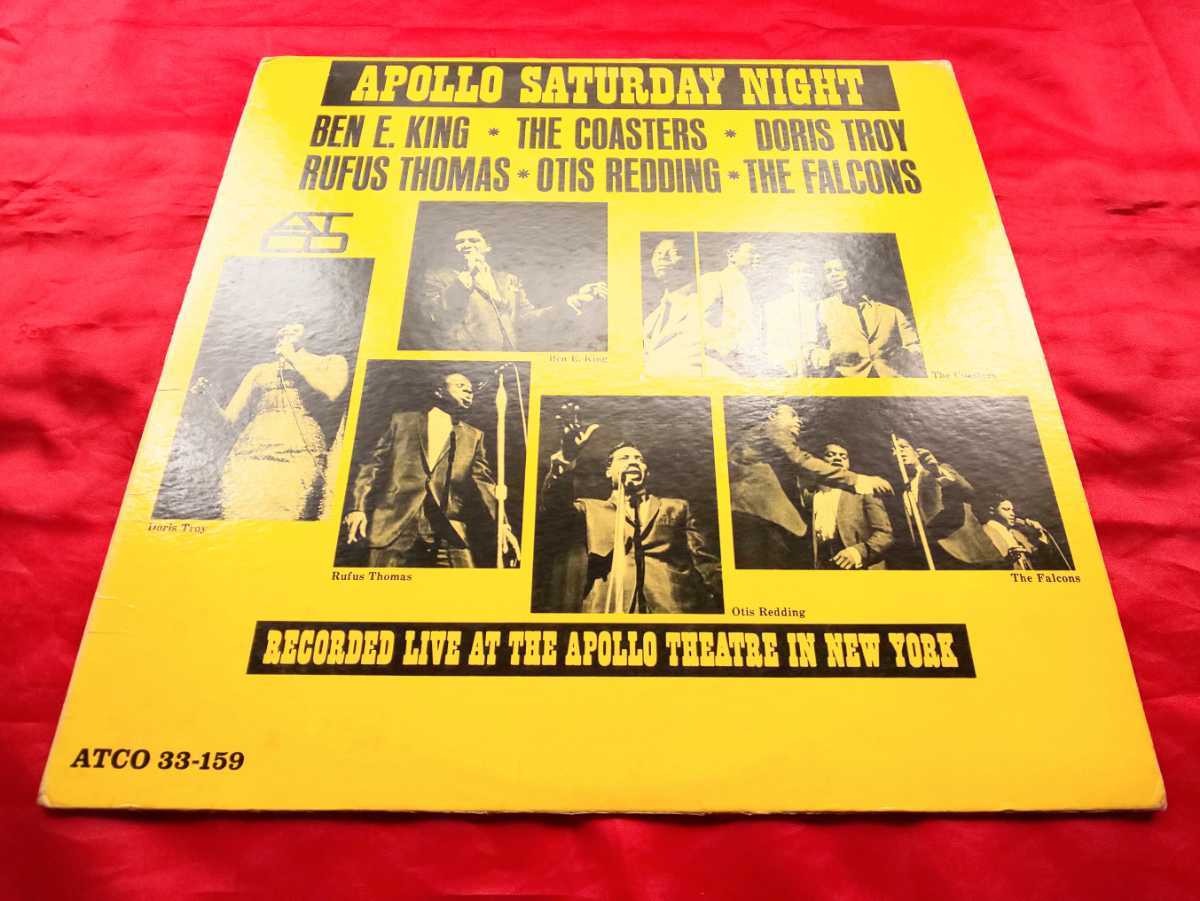 APOLLO SATURDAY NIGHT
BEN E. KING * THE COASTERS * DORIS TROY
RUFUS THOMAS * OTIS REDDING * THE FALCONS
ATCO
Ben E. King
The Coasters
Doris Troy
Rufus Thomas
Otis Redding
The Falcons
RECORDED LIVE AT THE APOLLO THEATRE IN NEW YORK
ATCO 33-159